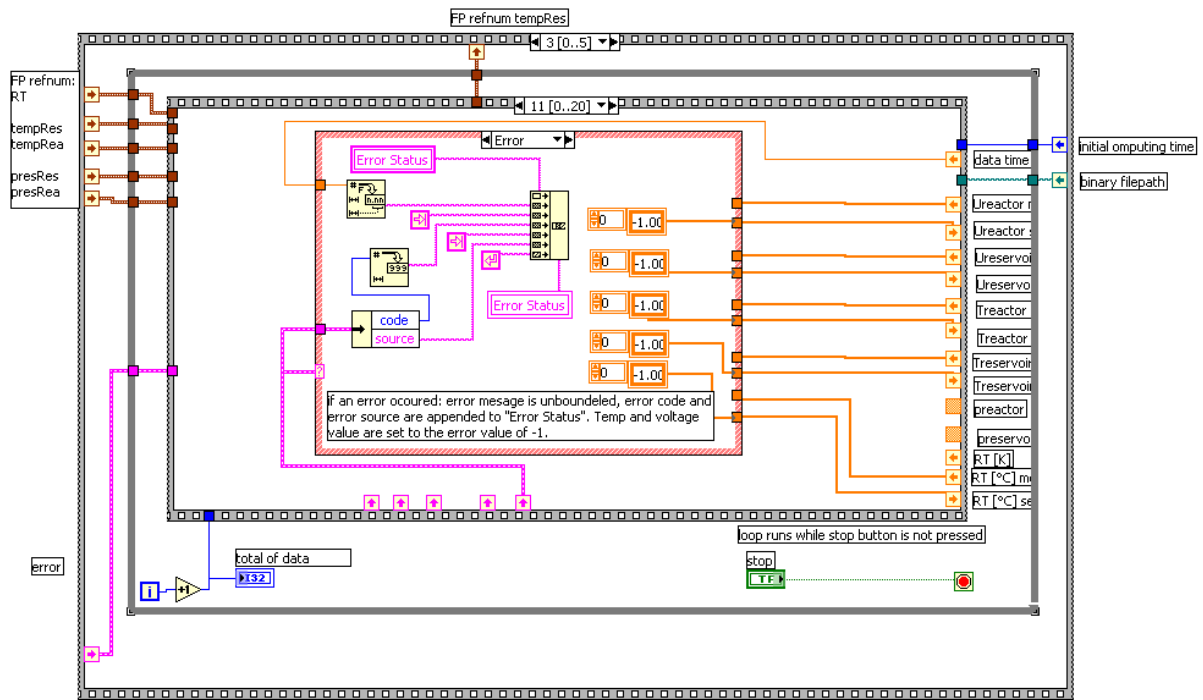 FP refnum tempRes
3 [0..5]
FP refnum:
RT
tempRes
tempRea
presRes
presRea
11 [0..20]
Error
Error Status
initial omputing time
data time
binary filepath
n.nn
Ureactor
0
-1.00
Ureactor s
Ureservoi
999
0
-1.00
Ureservo
Error Status
0
-1.00
Treactor
code
Treactor
source
0
-1.00
Treservoir
0
-1.00
Treservoir
if an error ocoured: error mesage is unboundeled, error code and
error source are appended to "Error Status". Temp and voltage
value are set to the error value of -1.
preactor
preservo
RT [K]
RT [°C] m
RT [°C] se
loop runs while stop button is not pressed
error
total of data
stop
i
+1
I32
TF